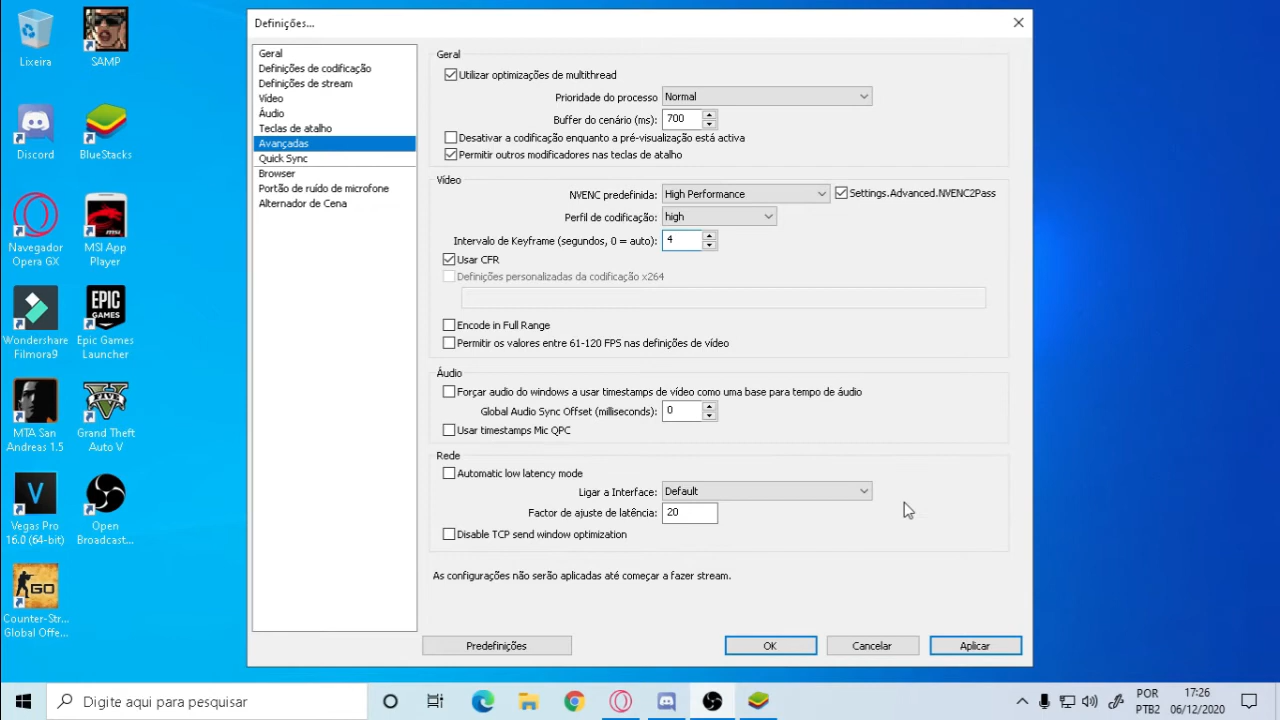 Lixeira
SAMP
Discord
BlueStacks
Navegador
Opera GX
MSI App
Player
Wondershare
Filmora9
EPIC
GAMES
Epic Games
Launcher
MTA San
Andreas 1.5
FIVE
Grand Theft
Auto V
V
Vegas Pro
16.0 (64-bit)
Open
Broadcast...
GO
Counter-Str...
Global Offe...
Definições...
Geral
Definições de codificação
Definições de stream
Vídeo
Áudio
Teclas de atalho
Avançadas
Quick Sync
Browser
Portão de ruído de microfone
Alternador de Cena
Geral
Utilizar optimizações de multithread
Prioridade do processo Normal
Buffer do cenário (ms): 700
Desativar a codificação enquanto a pré-visualização está activa
Permitir outros modificadores nas teclas de atalho
Vídeo
NVENC predefinida: High Performance Settings.Advanced.NVENC2Pass
Perfil de codificação: high
Intervalo de Keyframe (segundos, 0 = auto): 4
Usar CFR
Definições personalizadas da codificação x264
Encode in Full Range
Permitir os valores entre 61-120 FPS nas definições de vídeo
Áudio
Forçar audio do windows a usar timestamps de vídeo como uma base para tempo de áudio
Global Audio Sync Offset (milliseconds): 0
Usar timestamps Mic QPC
Rede
Automatic low latency mode
Ligar a Interface: Default
Factor de ajuste de latência: 20
Disable TCP send window optimization
As configurações não serão aplicadas até começar a fazer stream.
Predefinições OK Cancelar Aplicar
Digite aqui para pesquisar
POR
PTB2
17:26
06/12/2020